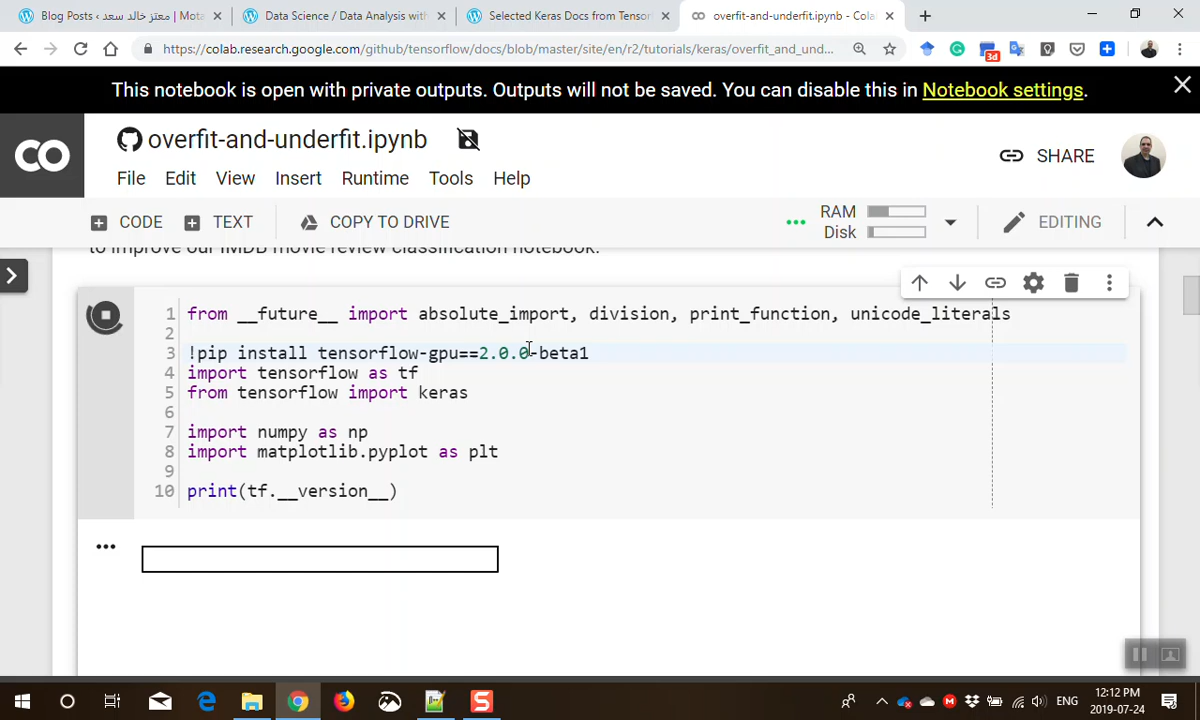 معتز خالد سعد ‹ Blog Posts | Mota
Data Science / Data Analysis with
Selected Keras Docs from Tensor
overfit-and-underfit.ipynb - Cola
https://colab.research.google.com/github/tensorflow/docs/blob/master/site/en/r2/tutorials/keras/overfit_and_und...
3d
This notebook is open with private outputs. Outputs will not be saved. You can disable this in Notebook settings.
CO
overfit-and-underfit.ipynb
SHARE
File Edit View Insert Runtime Tools Help
CODE TEXT COPY TO DRIVE
RAM
Disk
EDITING
to improve our IMDB movie review classification notebook.
1 from __future__ import absolute_import, division, print_function, unicode_literals
2
3 !pip install tensorflow-gpu==2.0.0-beta1
4 import tensorflow as tf
5 from tensorflow import keras
6
7 import numpy as np
8 import matplotlib.pyplot as plt
9
10 print(tf.__version__)
ENG
12:12 PM
2019-07-24